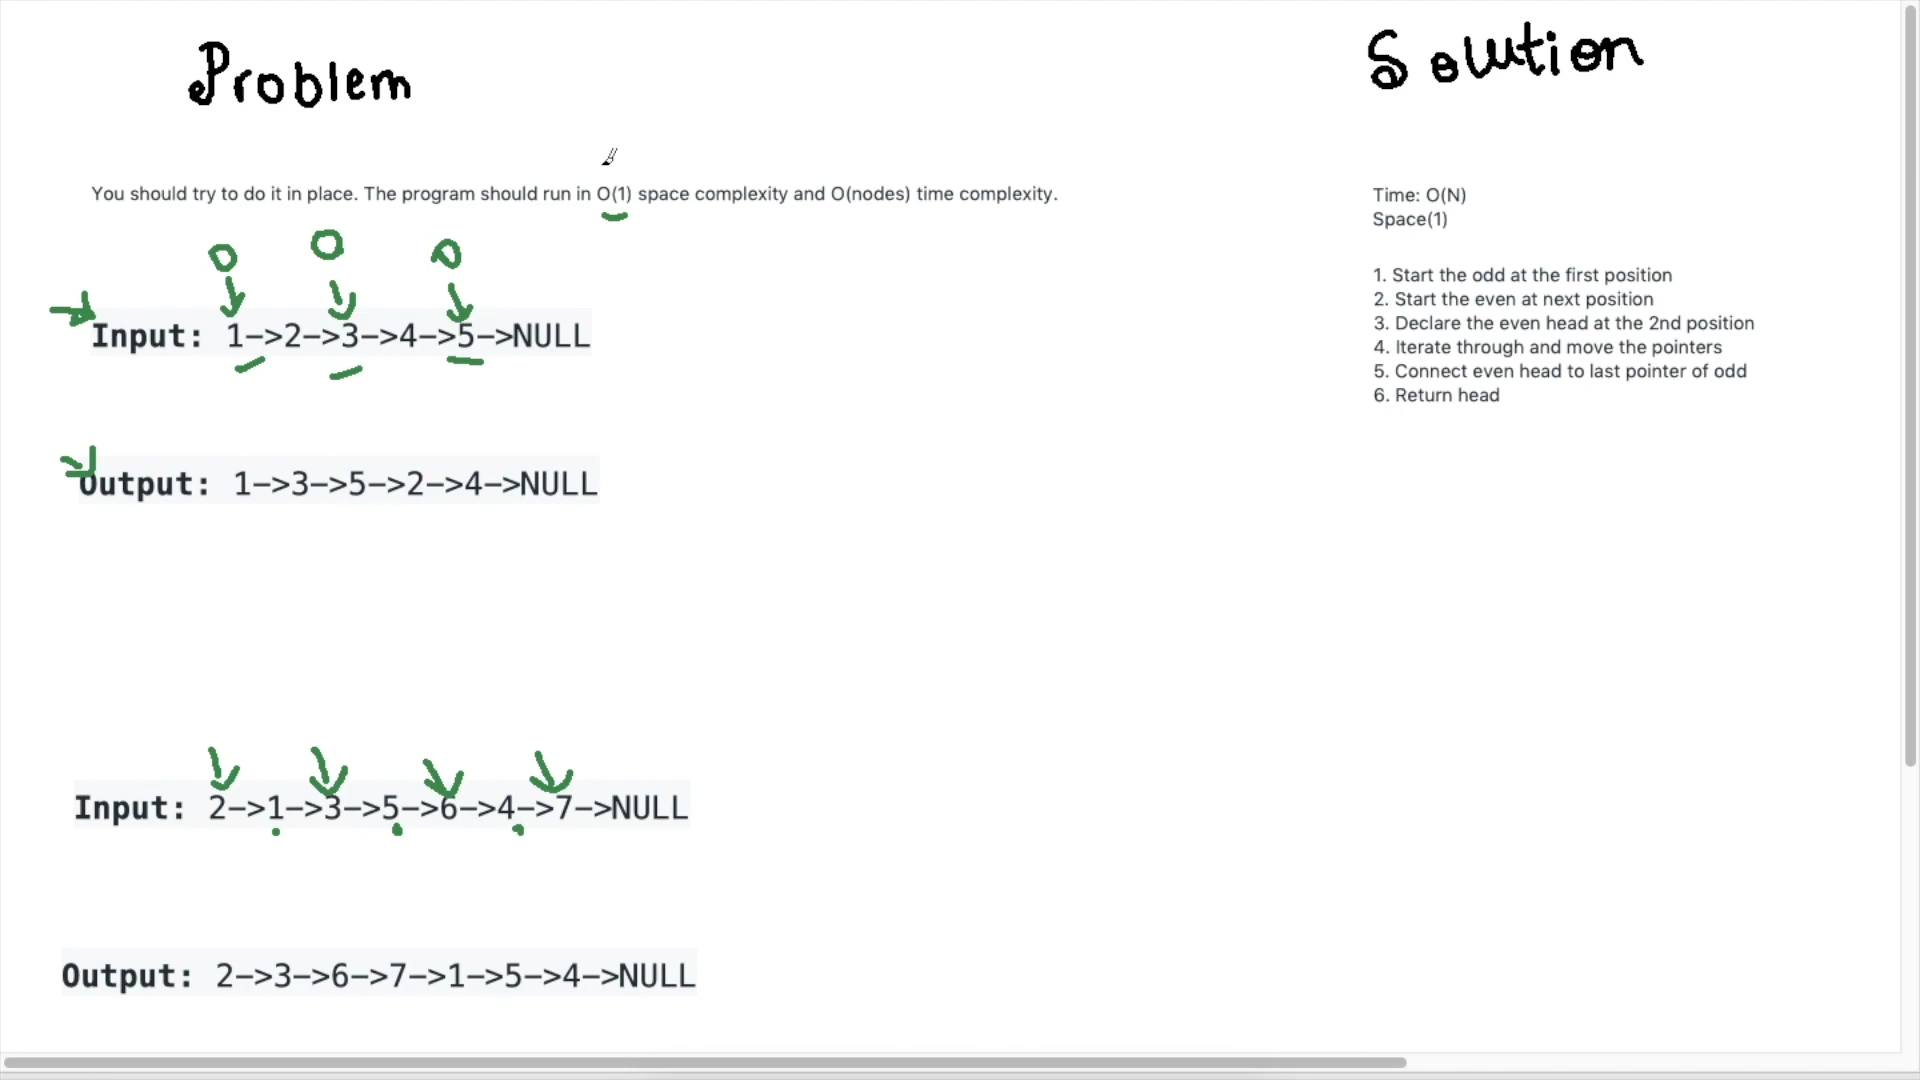 Problem
You should try to do it in place. The program should run in O(1) space complexity and O(nodes) time complexity.
O O O
Input: 1->2->3->4->5->NULL
Output: 1->3->5->2->4->NULL
Input: 2->1->3->5->6->4->7->NULL
Output: 2->3->6->7->1->5->4->NULL
Solution
Time: O(N)
Space(1)
1. Start the odd at the first position
2. Start the even at next position
3. Declare the even head at the 2nd position
4. Iterate through and move the pointers
5. Connect even head to last pointer of odd
6. Return head